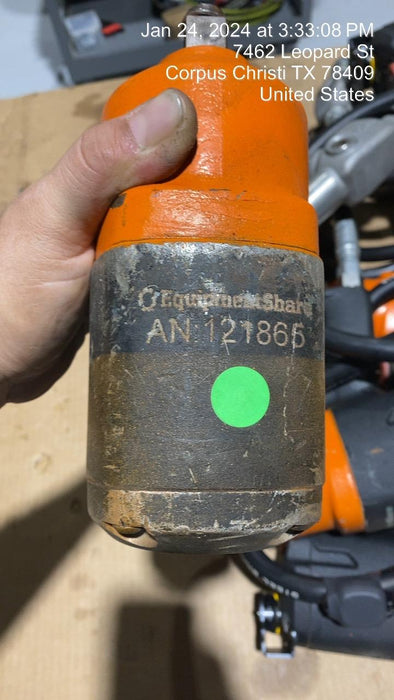 Jan 24, 2024 at 3:33:08 PM
7462 Leopard St
Corpus Christi TX 78409
United States
EquipmentShare
AN 121865